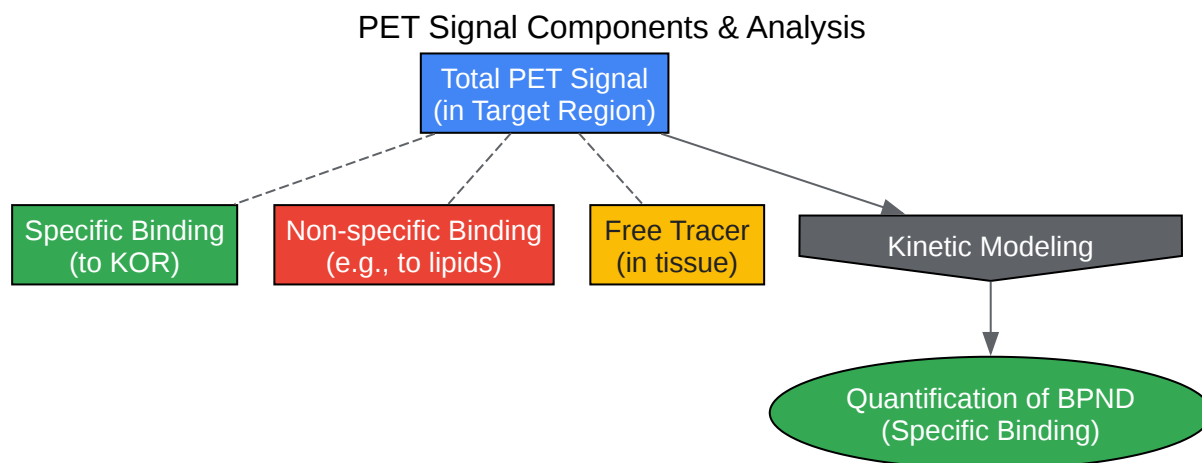 PET Signal Components & Analysis
Total PET Signal
(in Target Region)
Specific Binding
(to KOR)
Non-specific Binding
(e.g., to lipids)
Free Tracer
(in tissue)
Kinetic Modeling
Quantification of BPND
(Specific Binding)